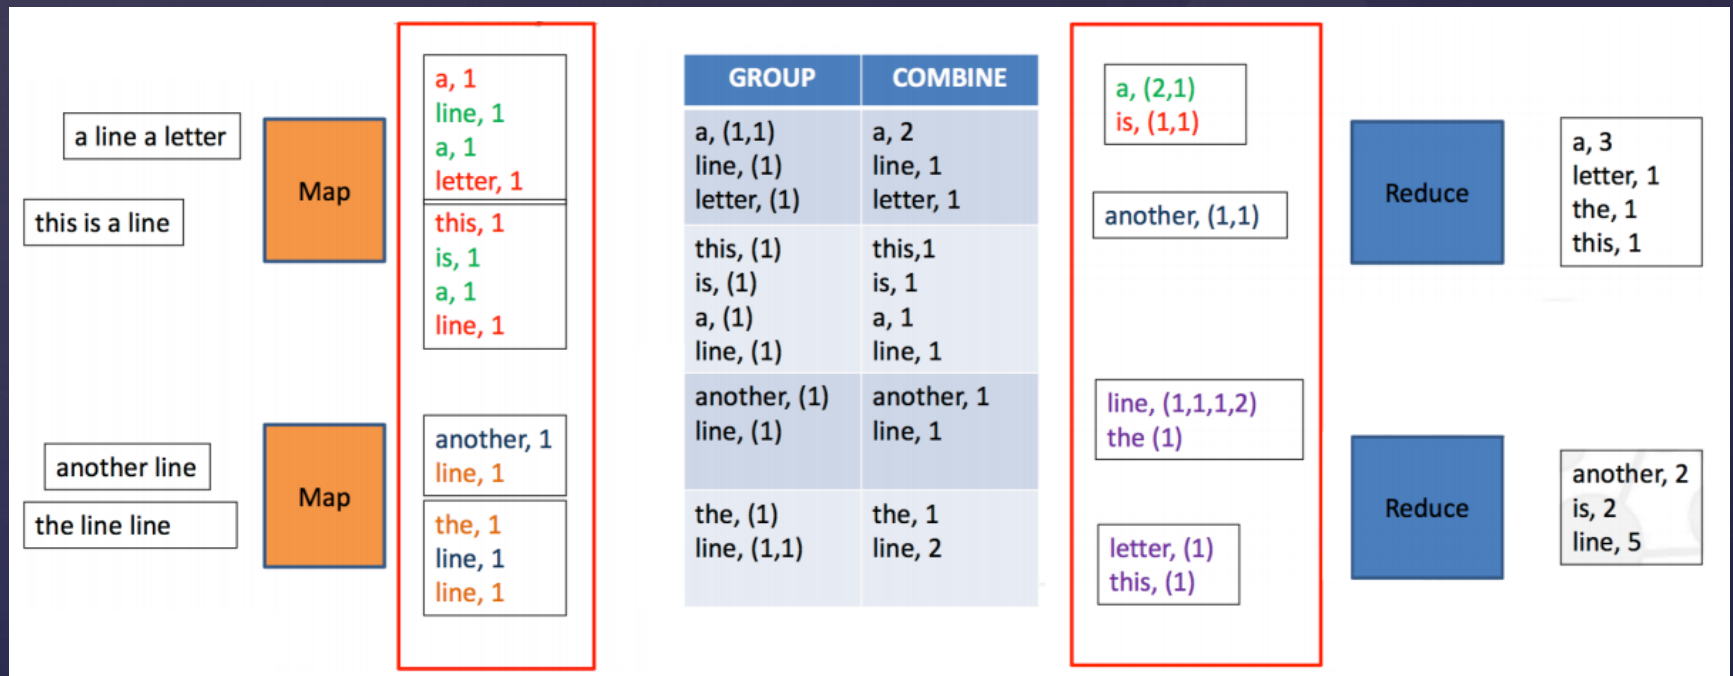 a line a letter
this is a line
Map
a, 1
line, 1
a, 1
letter, 1
this, 1
is, 1
a, 1
line, 1
another line
the line line
Map
another, 1
line, 1
the, 1
line, 1
line, 1
GROUP COMBINE
a, (1,1) a, 2
line, (1) line, 1
letter, (1) letter, 1
this, (1) this,1
is, (1) is, 1
a, (1) a, 1
line, (1) line, 1
another, (1) another, 1
line, (1) line, 1
the, (1) the, 1
line, (1,1) line, 2
a, (2,1)
is, (1,1)
another, (1,1)
line, (1,1,1,2)
the (1)
letter, (1)
this, (1)
Reduce
a, 3
letter, 1
the, 1
this, 1
Reduce
another, 2
is, 2
line, 5